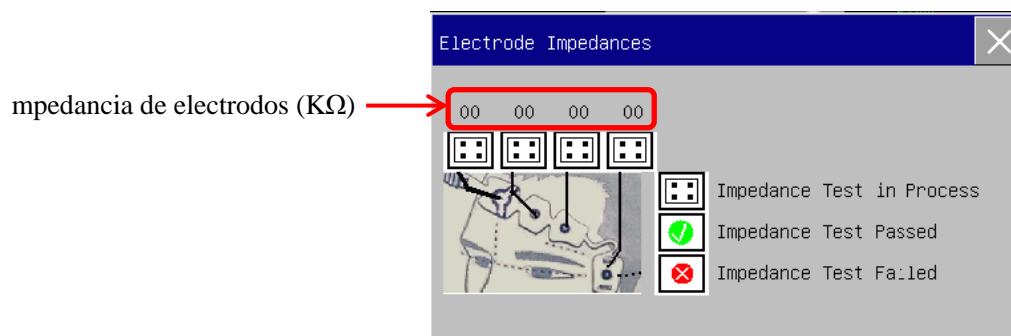 Electrode Impedances
mpedancia de electrodos (KΩ)
00 00 00 00
Impedance Test in Process
Impedance Test Passed
Impedance Test Failed